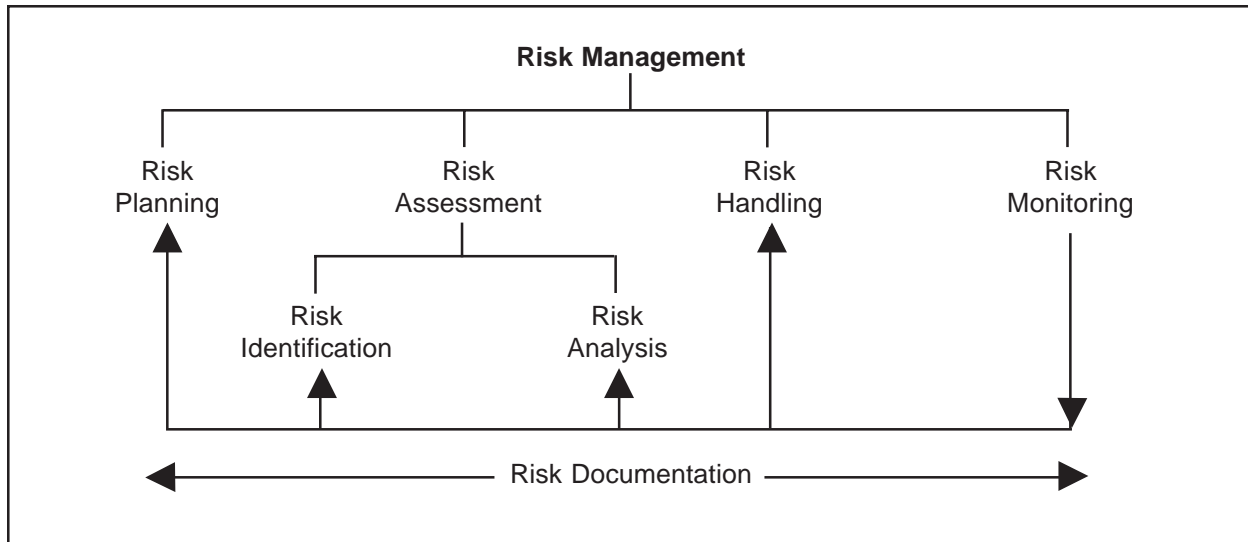 Risk Management
Risk
Planning
Risk
Assessment
Risk
Handling
Risk
Monitoring
Risk
Identification
Risk
Analysis
Risk Documentation